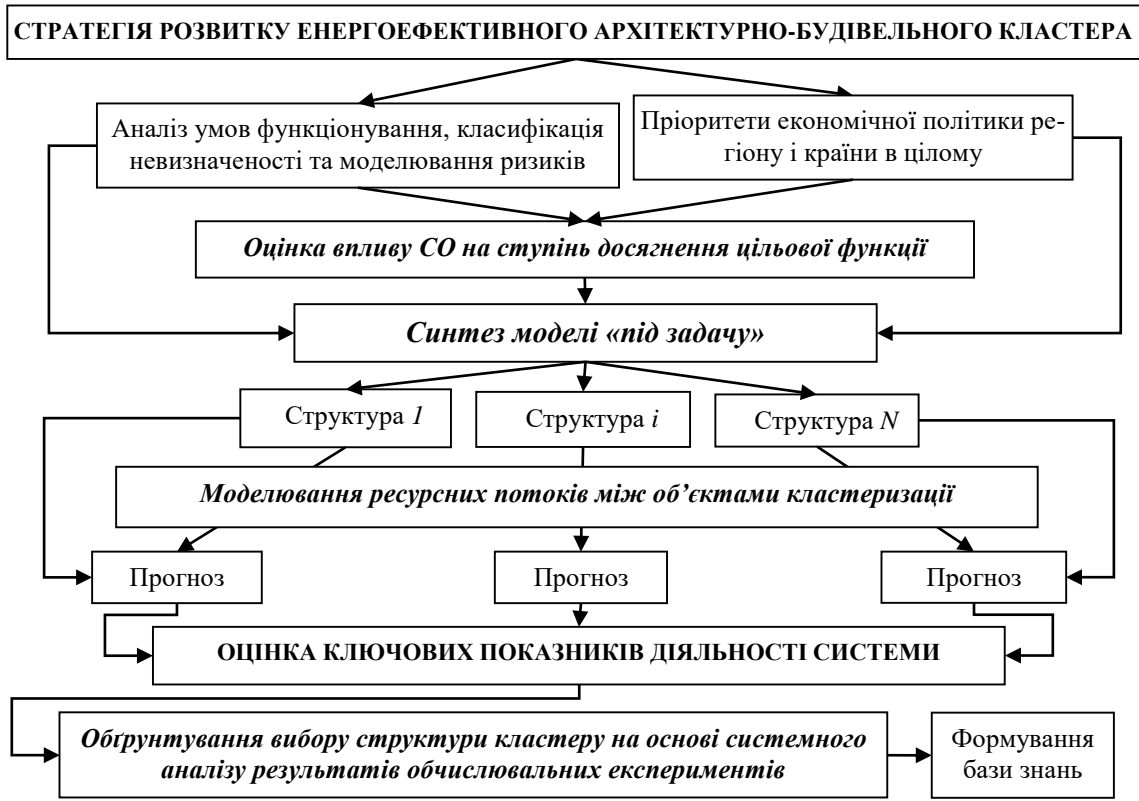 СТРАТЕГІЯ РОЗВИТКУ ЕНЕРГОЕФЕКТИВНОГО АРХІТЕКТУРНО-БУДІВЕЛЬНОГО КЛАСТЕРА
Аналіз умов функціонування, класифікація
невизначеності та моделювання ризиків
Пріоритети економічної політики ре-
гіону і країни в цілому
Оцінка впливу СО на ступінь досягнення цільової функції
Синтез моделі «під задачу»
Структура 1
Структура i
Структура N
Моделювання ресурсних потоків між об’єктами кластеризації
Прогноз
Прогноз
Прогноз
ОЦІНКА КЛЮЧОВИХ ПОКАЗНИКІВ ДІЯЛЬНОСТІ СИСТЕМИ
Обґрунтування вибору структури кластеру на основі системного
аналізу результатів обчислювальних експериментів
Формування
бази знань